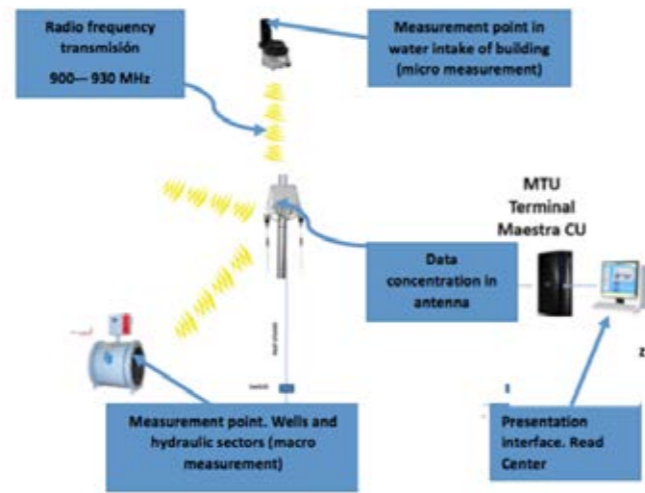 Radio frequency
transmisión
900— 930 MHz
Measurement point in
water intake of building
(micro measurement)
MTU
Terminal
Maestra CU
Data
concentration in
antenna
Measurement point. Wells and
hydraulic sectors (macro
measurement)
Presentation
interface. Read
Center